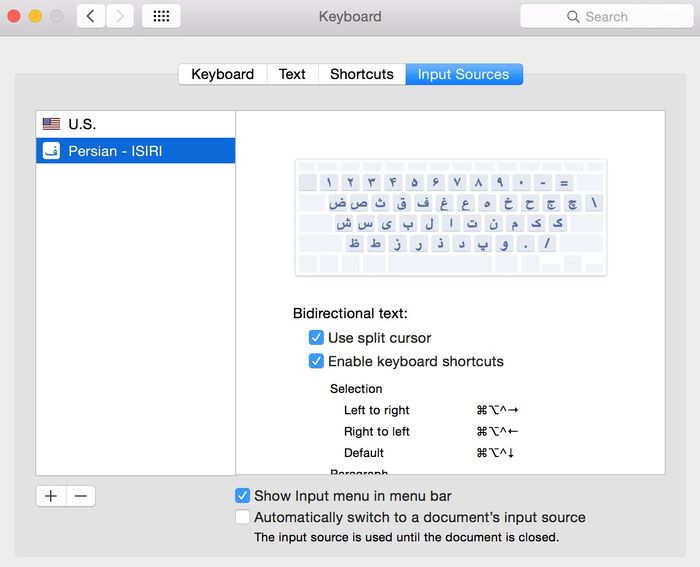 Keyboard
Search
Keyboard Text Shortcuts Input Sources
U.S.
ف Persian - ISIRI
۱ ۲ ۳ ۴ ۵ ۶ ۷ ۸ ۹ ۰ - =
ض ص ث ق ف غ ع ه خ ح ج چ \
ش س ی ب ل ا ت ن م ک گ
ظ ط ز ر ذ د پ و . /
Bidirectional text:
Use split cursor
Enable keyboard shortcuts
Selection
Left to right ⌘⌥^→
Right to left ⌘⌥^←
Default ⌘⌥^↓
Paragraph
Show Input menu in menu bar
Automatically switch to a document's input source
The input source is used until the document is closed.